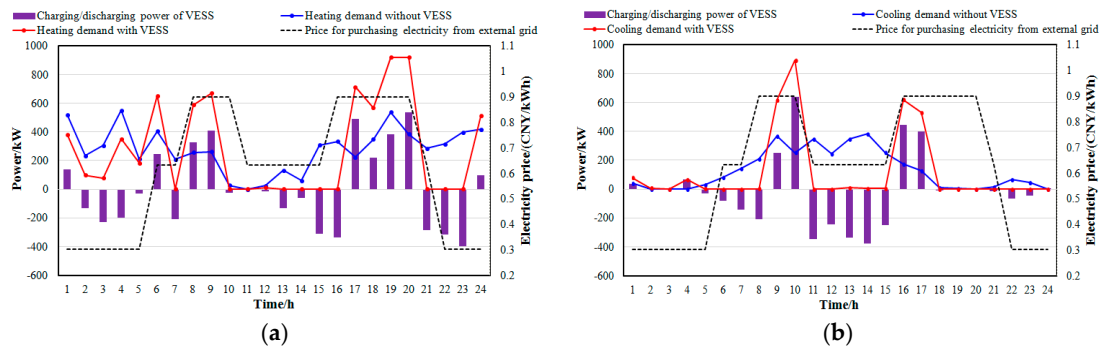 Charging/discharging power of VESS
Heating demand without VESS
Heating demand with VESS
Price for purchasing electricity from external grid
1000
800
600
400
200
0
-200
-400
-600
Power/kW
1.1
1
0.9
0.8
0.7
0.6
0.5
0.4
0.3
0.2
Electricity price/(CNY/kWh)
1 2 3 4 5 6 7 8 9 10 11 12 13 14 15 16 17 18 19 20 21 22 23 24
Time/h
(a)
Charging/discharging power of VESS
Cooling demand without VESS
Cooling demand with VESS
Price for purchasing electricity from external grid
1000
800
600
400
200
0
-200
-400
-600
Power/kW
1.1
1
0.9
0.8
0.7
0.6
0.5
0.4
0.3
0.2
Electricity price/(CNY/kWh)
1 2 3 4 5 6 7 8 9 10 11 12 13 14 15 16 17 18 19 20 21 22 23 24
Time/h
(b)